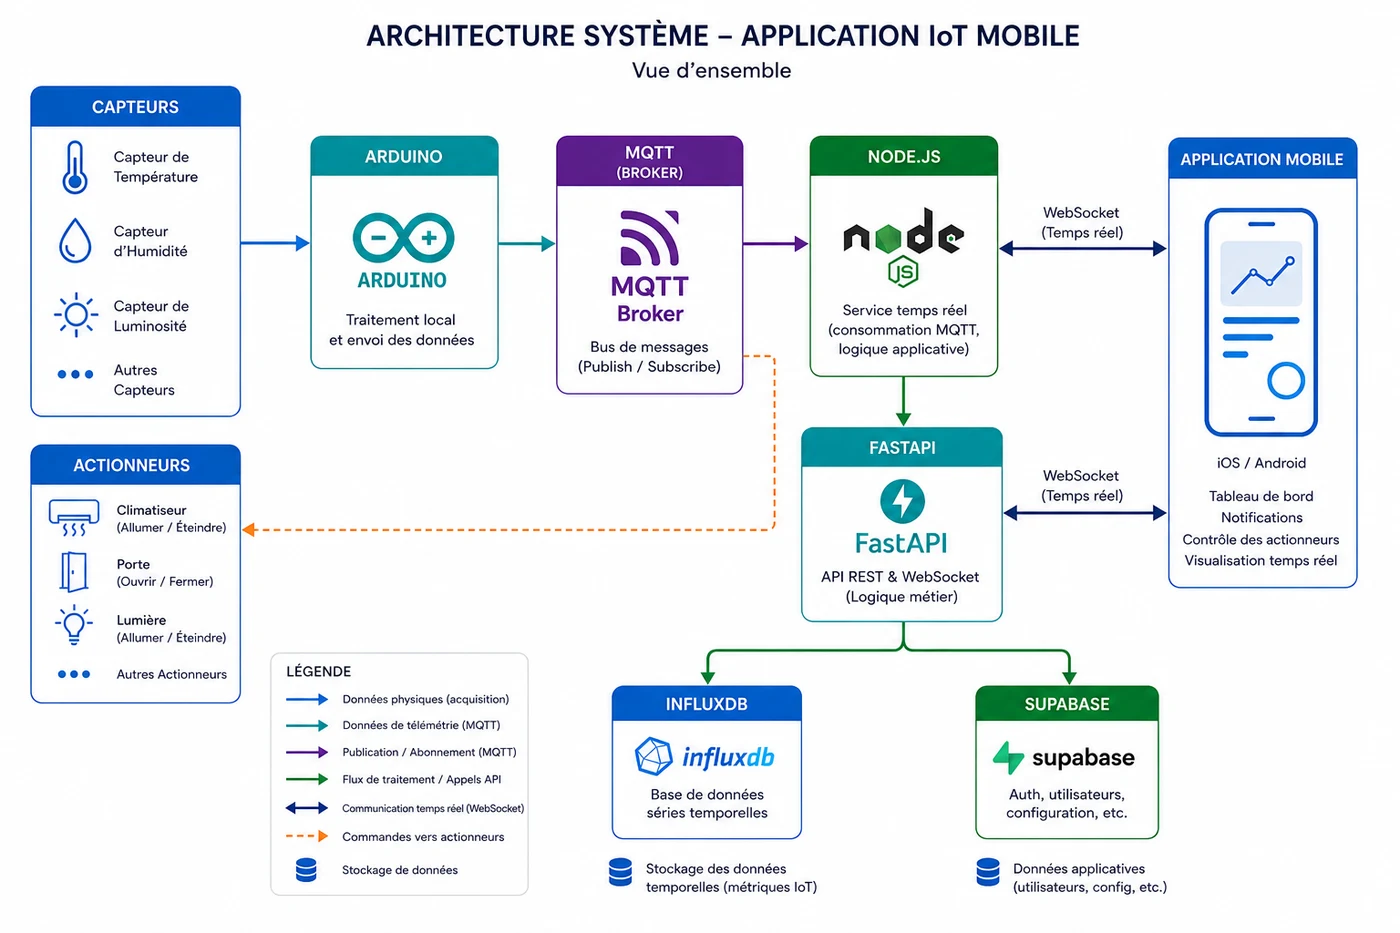 ARCHITECTURE SYSTÈME – APPLICATION IoT MOBILE
Vue d'ensemble
CAPTEURS
Capteur de
Température
Capteur
d'Humidité
Capteur de
Luminosité
Autres
Capteurs
ARDUINO
ARDUINO
Traitement local
et envoi des données
MQTT
(BROKER)
MQTT
Broker
Bus de messages
(Publish / Subscribe)
NODE.JS
node
JS
Service temps réel
(consommation MQTT,
logique applicative)
WebSocket
(Temps réel)
APPLICATION MOBILE
iOS / Android
Tableau de bord
Notifications
Contrôle des actionneurs
Visualisation temps réel
ACTIONNEURS
Climatiseur
(Allumer / Éteindre)
Porte
(Ouvrir / Fermer)
Lumière
(Allumer / Éteindre)
Autres Actionneurs
FASTAPI
FastAPI
API REST & WebSocket
(Logique métier)
WebSocket
(Temps réel)
LÉGENDE
Données physiques (acquisition)
Données de télémétrie (MQTT)
Publication / Abonnement (MQTT)
Flux de traitement / Appels API
Communication temps réel (WebSocket)
Commandes vers actionneurs
Stockage de données
INFLUXDB
influxdb
Base de données
séries temporelles
Stockage des données
temporelles (métriques IoT)
SUPABASE
supabase
Auth, utilisateurs,
configuration, etc.
Données applicatives
(utilisateurs, config, etc.)